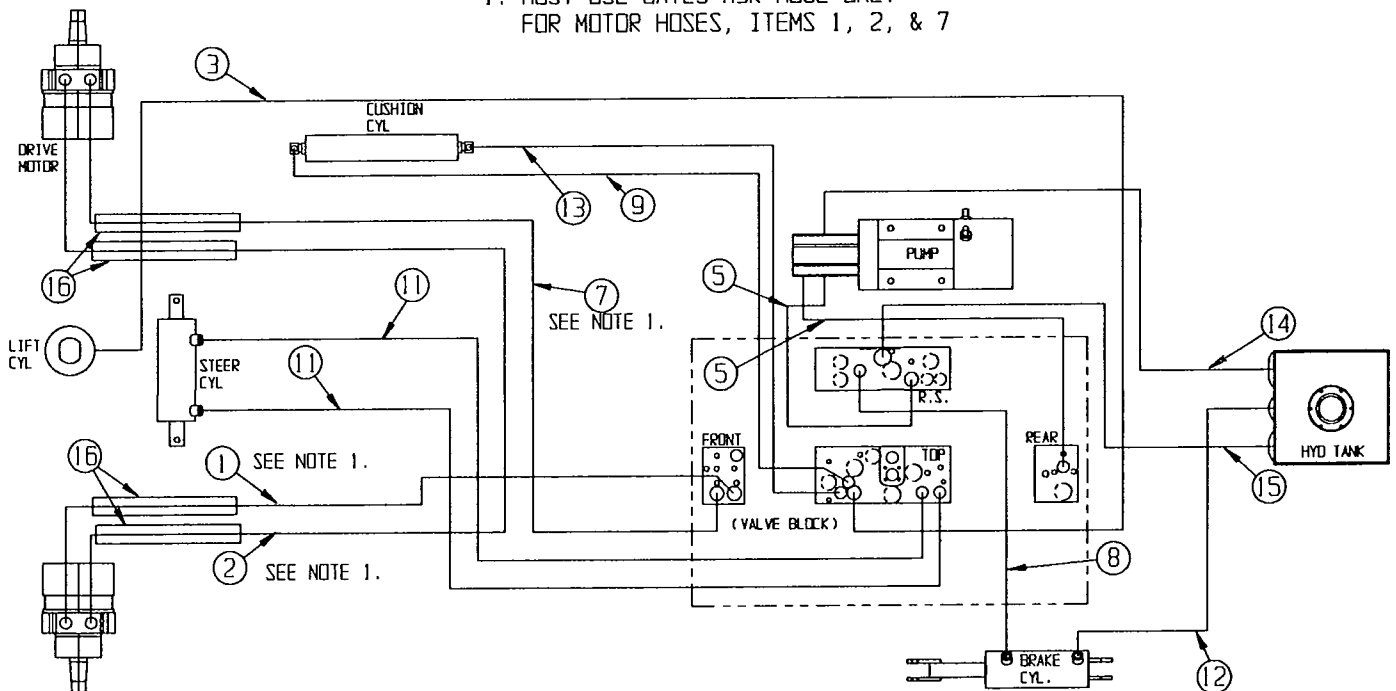 FOR MOTOR HOSES, ITEMS 1, 2, & 7
3
CUSHION
CYL
DRIVE
MOTOR
13
9
PUMP
16
5
7
SEE NOTE 1.
11
14
LIFT
CYL
STEER
CYL
11
5
R.S.
HYD TANK
FRONT
TOP
REAR
16
1
SEE NOTE 1.
15
(VALVE BLOCK)
2
SEE NOTE 1.
8
BRAKE
CYL.
12